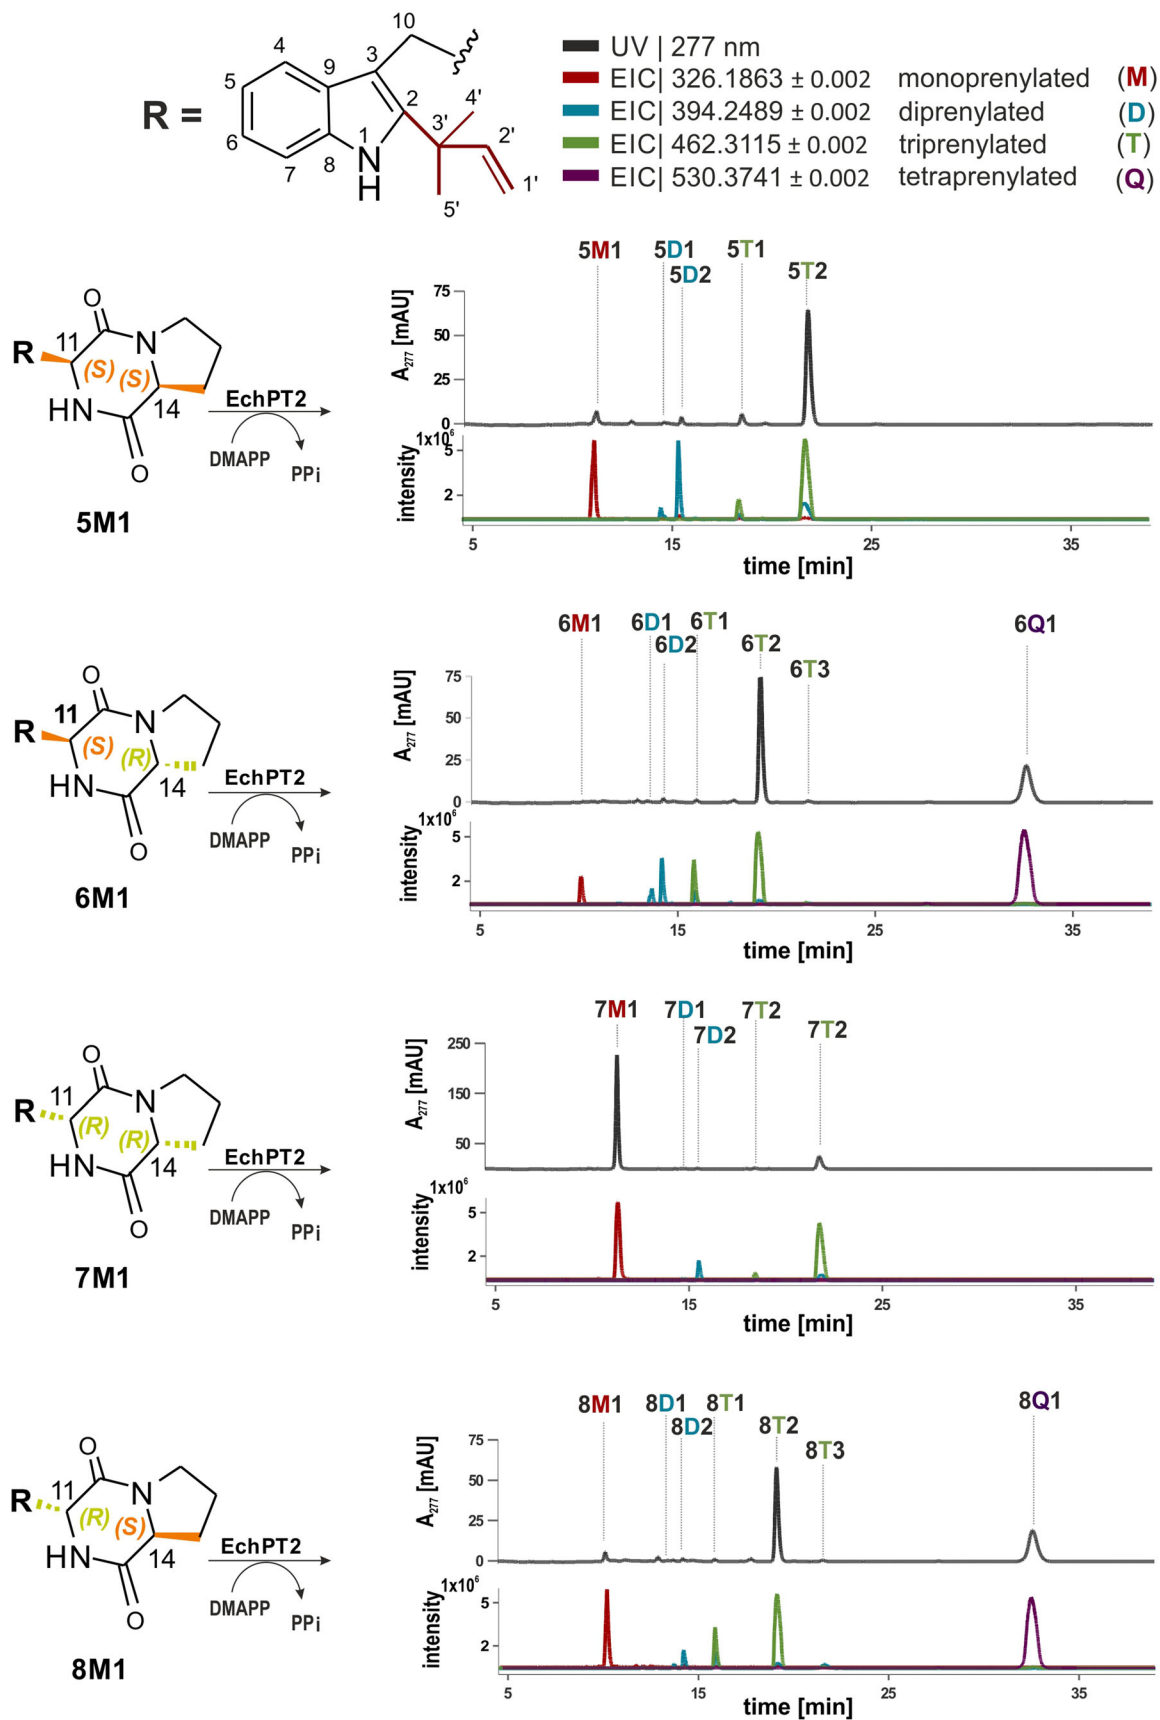 R =
10
4
3
9
5
2
4'
6
1
3'
2'
7
8
N
H
5'
1'
UV | 277 nm
EIC| 326.1863 ± 0.002 monoprenylated (M)
EIC| 394.2489 ± 0.002 diprenylated (D)
EIC| 462.3115 ± 0.002 triprenylated (T)
EIC| 530.3741 ± 0.002 tetraprenylated (Q)
O
11
N
R
(S) (S)
HN
14
O
EchPT2
DMAPP
PPi
5M1
5M1
5D1
5D2
5T1
5T2
A277 [mAU]
75
50
25
0
intensity
1x10^6
5
2
5 15 25 35
time [min]
O
11
N
R
(S) (R)
HN
14
O
EchPT2
DMAPP
PPi
6M1
6M1
6D1
6D2
6T1
6T2
6T3
6Q1
A277 [mAU]
75
50
25
0
intensity
1x10^6
5
2
5 15 25 35
time [min]
O
11
N
R
(R) (R)
HN
14
O
EchPT2
DMAPP
PPi
7M1
7M1
7D1
7D2
7T2
7T2
A277 [mAU]
250
150
50
intensity
1x10^6
5
2
5 15 25 35
time [min]
O
11
N
R
(R) (S)
HN
14
O
EchPT2
DMAPP
PPi
8M1
8M1
8D1
8D2
8T1
8T2
8T3
8Q1
A277 [mAU]
75
50
25
0
intensity
1x10^6
5
2
5 15 25 35
time [min]